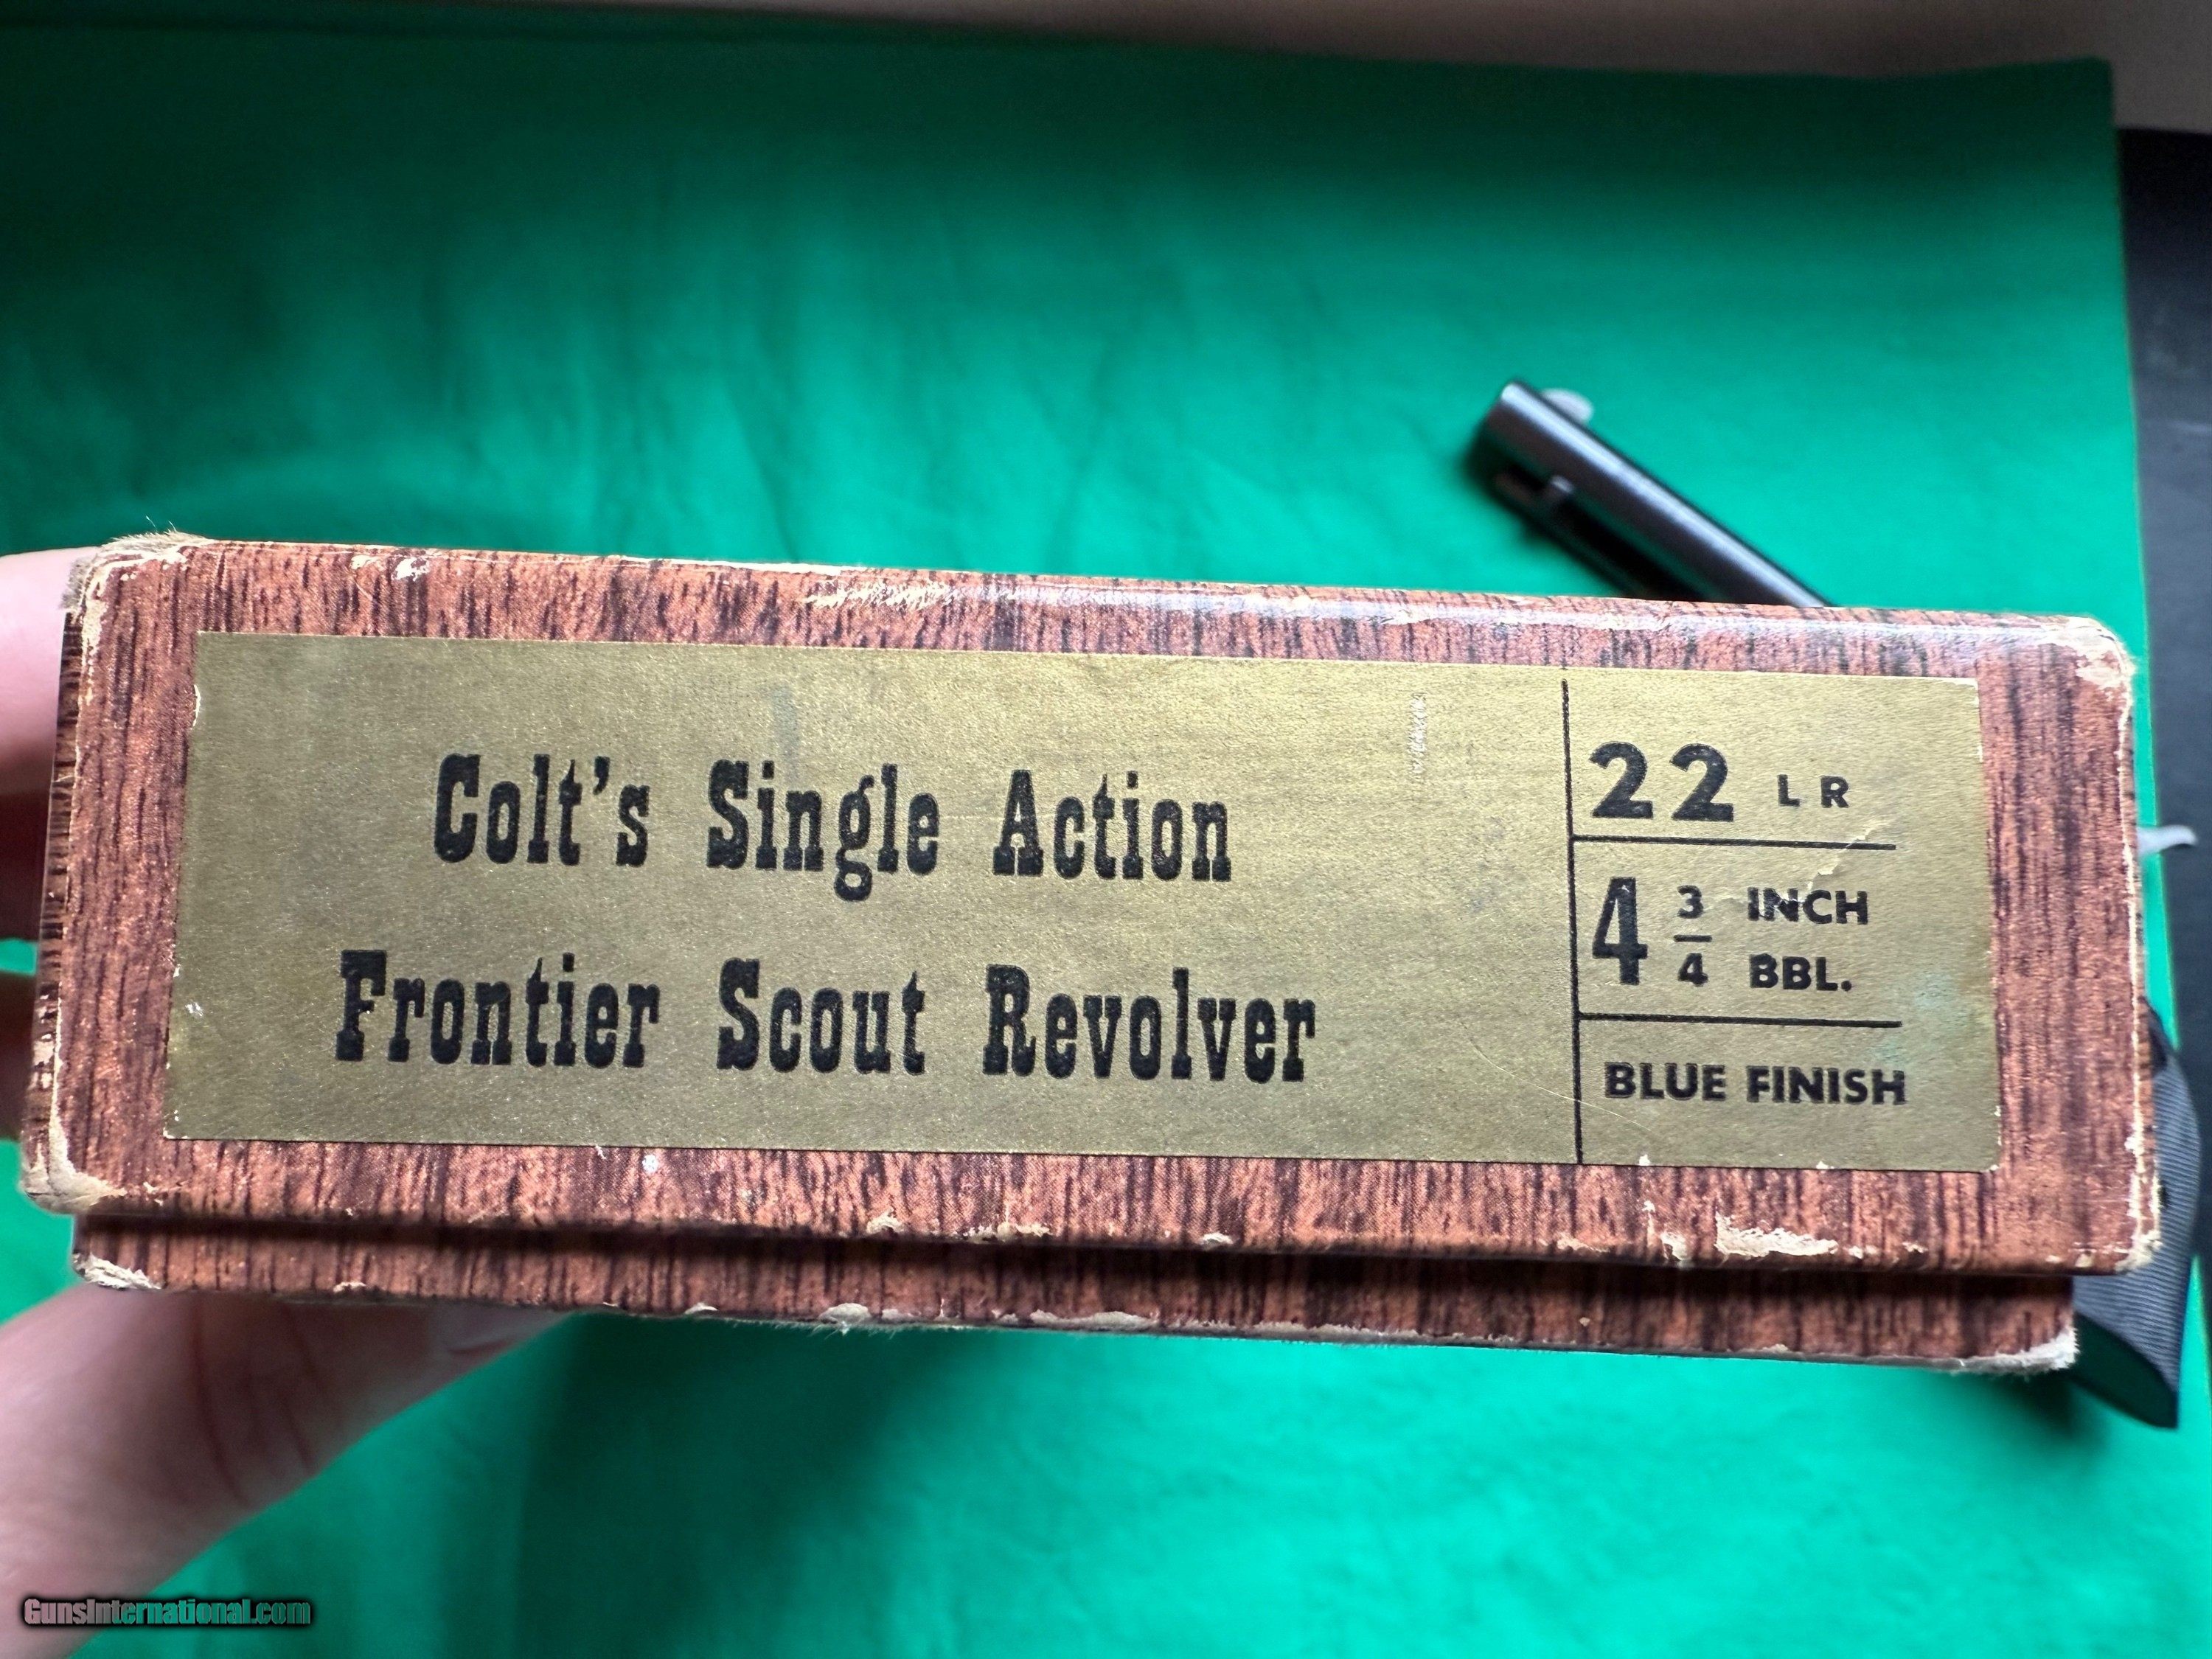 Colt's Single Action
Frontier Scout Revolver
22 LR
4 3/4 INCH BBL.
BLUE FINISH
GunsInternational.com